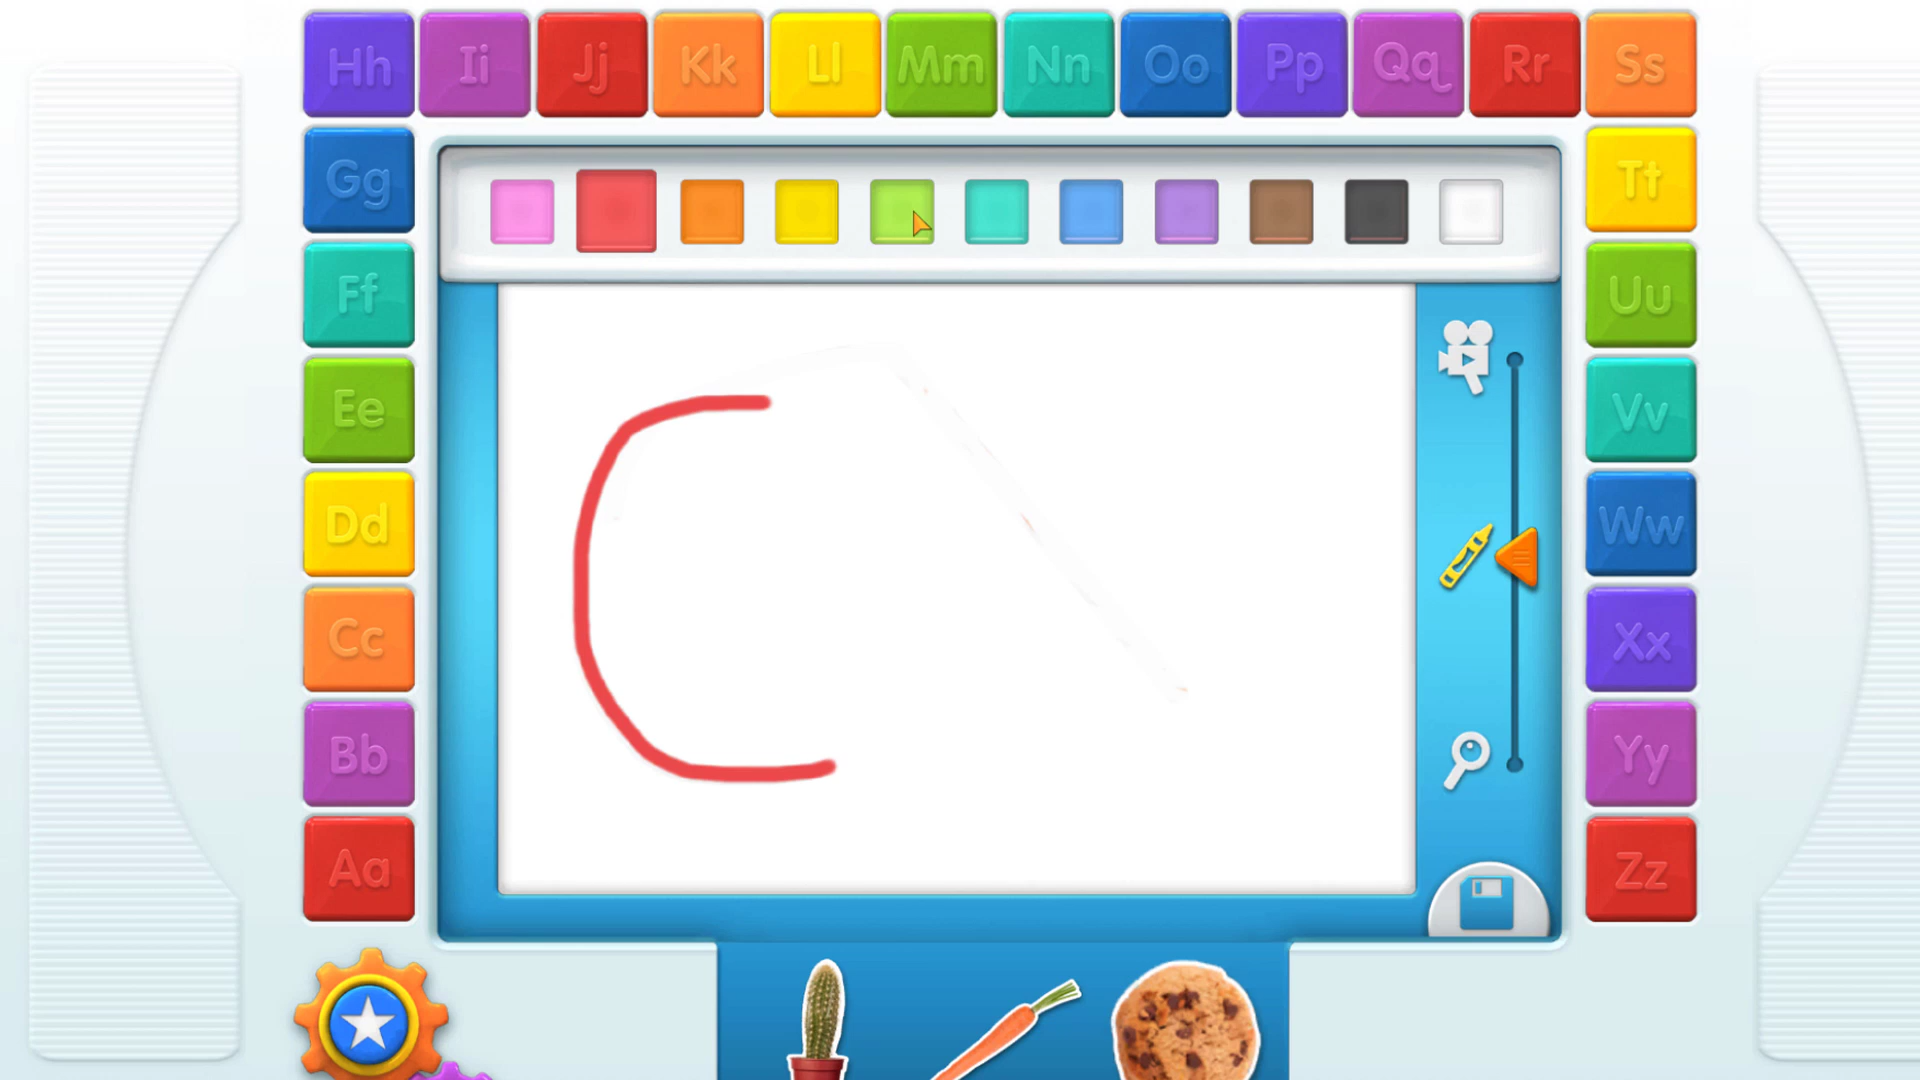 Hh Ii Jj Kk Ll Mm Nn Oo Pp Qq Rr Ss
Gg Tt
Ff Uu
Ee Vv
Dd Ww
Cc Xx
Bb Yy
Aa Zz
C